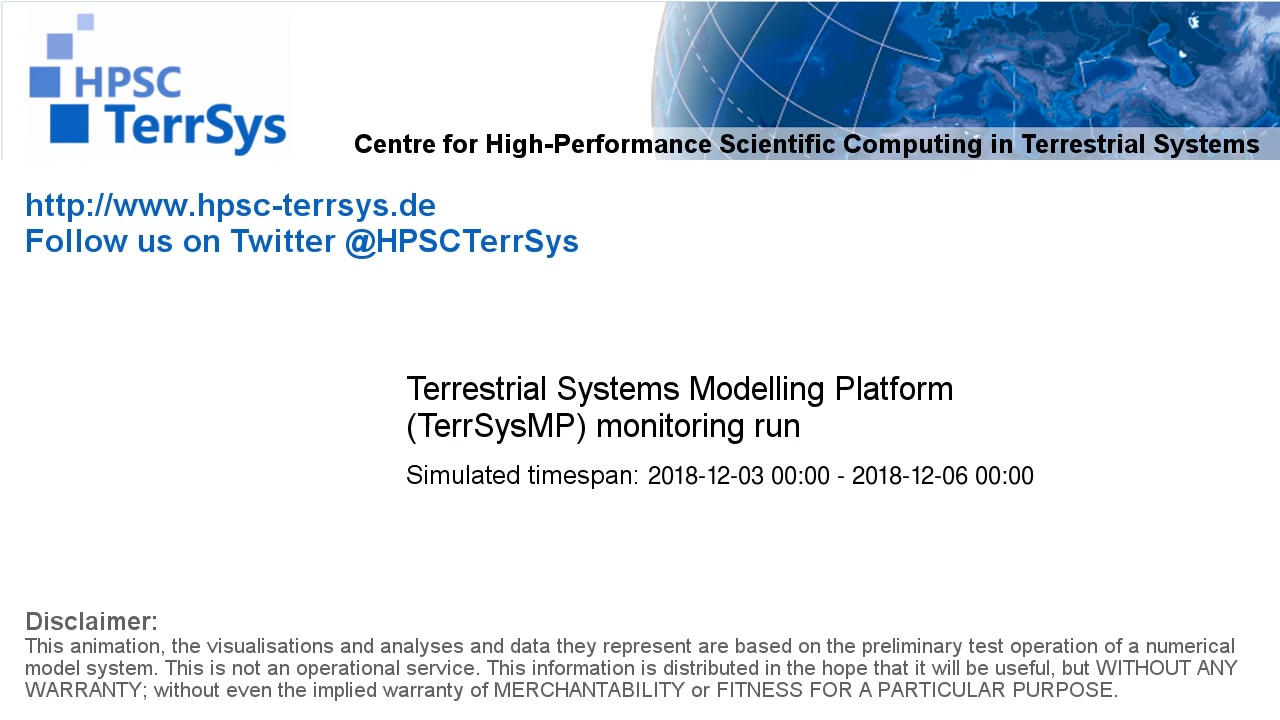 HPSC
TerrSys
Centre for High-Performance Scientific Computing in Terrestrial Systems
http://www.hpsc-terrsys.de
Follow us on Twitter @HPSCTerrSys
Terrestrial Systems Modelling Platform
(TerrSysMP) monitoring run
Simulated timespan: 2018-12-03 00:00 - 2018-12-06 00:00
Disclaimer:
This animation, the visualisations and analyses and data they represent are based on the preliminary test operation of a numerical
model system. This is not an operational service. This information is distributed in the hope that it will be useful, but WITHOUT ANY
WARRANTY; without even the implied warranty of MERCHANTABILITY or FITNESS FOR A PARTICULAR PURPOSE.